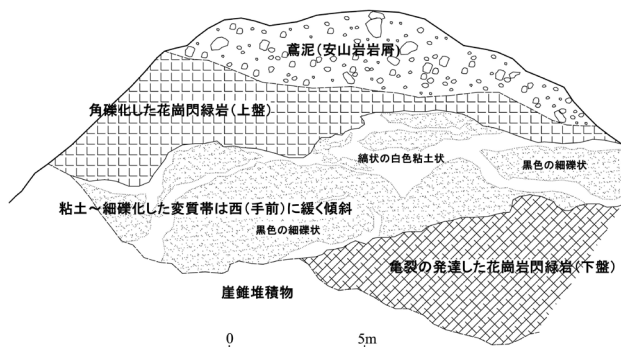 鳶泥(安山岩岩屑)
角礫化した花崗閃緑岩(上盤)
縞状の白色粘土状
黒色の細礫状
粘土～細礫化した変質帯は西(手前)に緩く傾斜
黒色の細礫状
亀裂の発達した花崗岩閃緑岩(下盤)
崖錐堆積物
0
5m